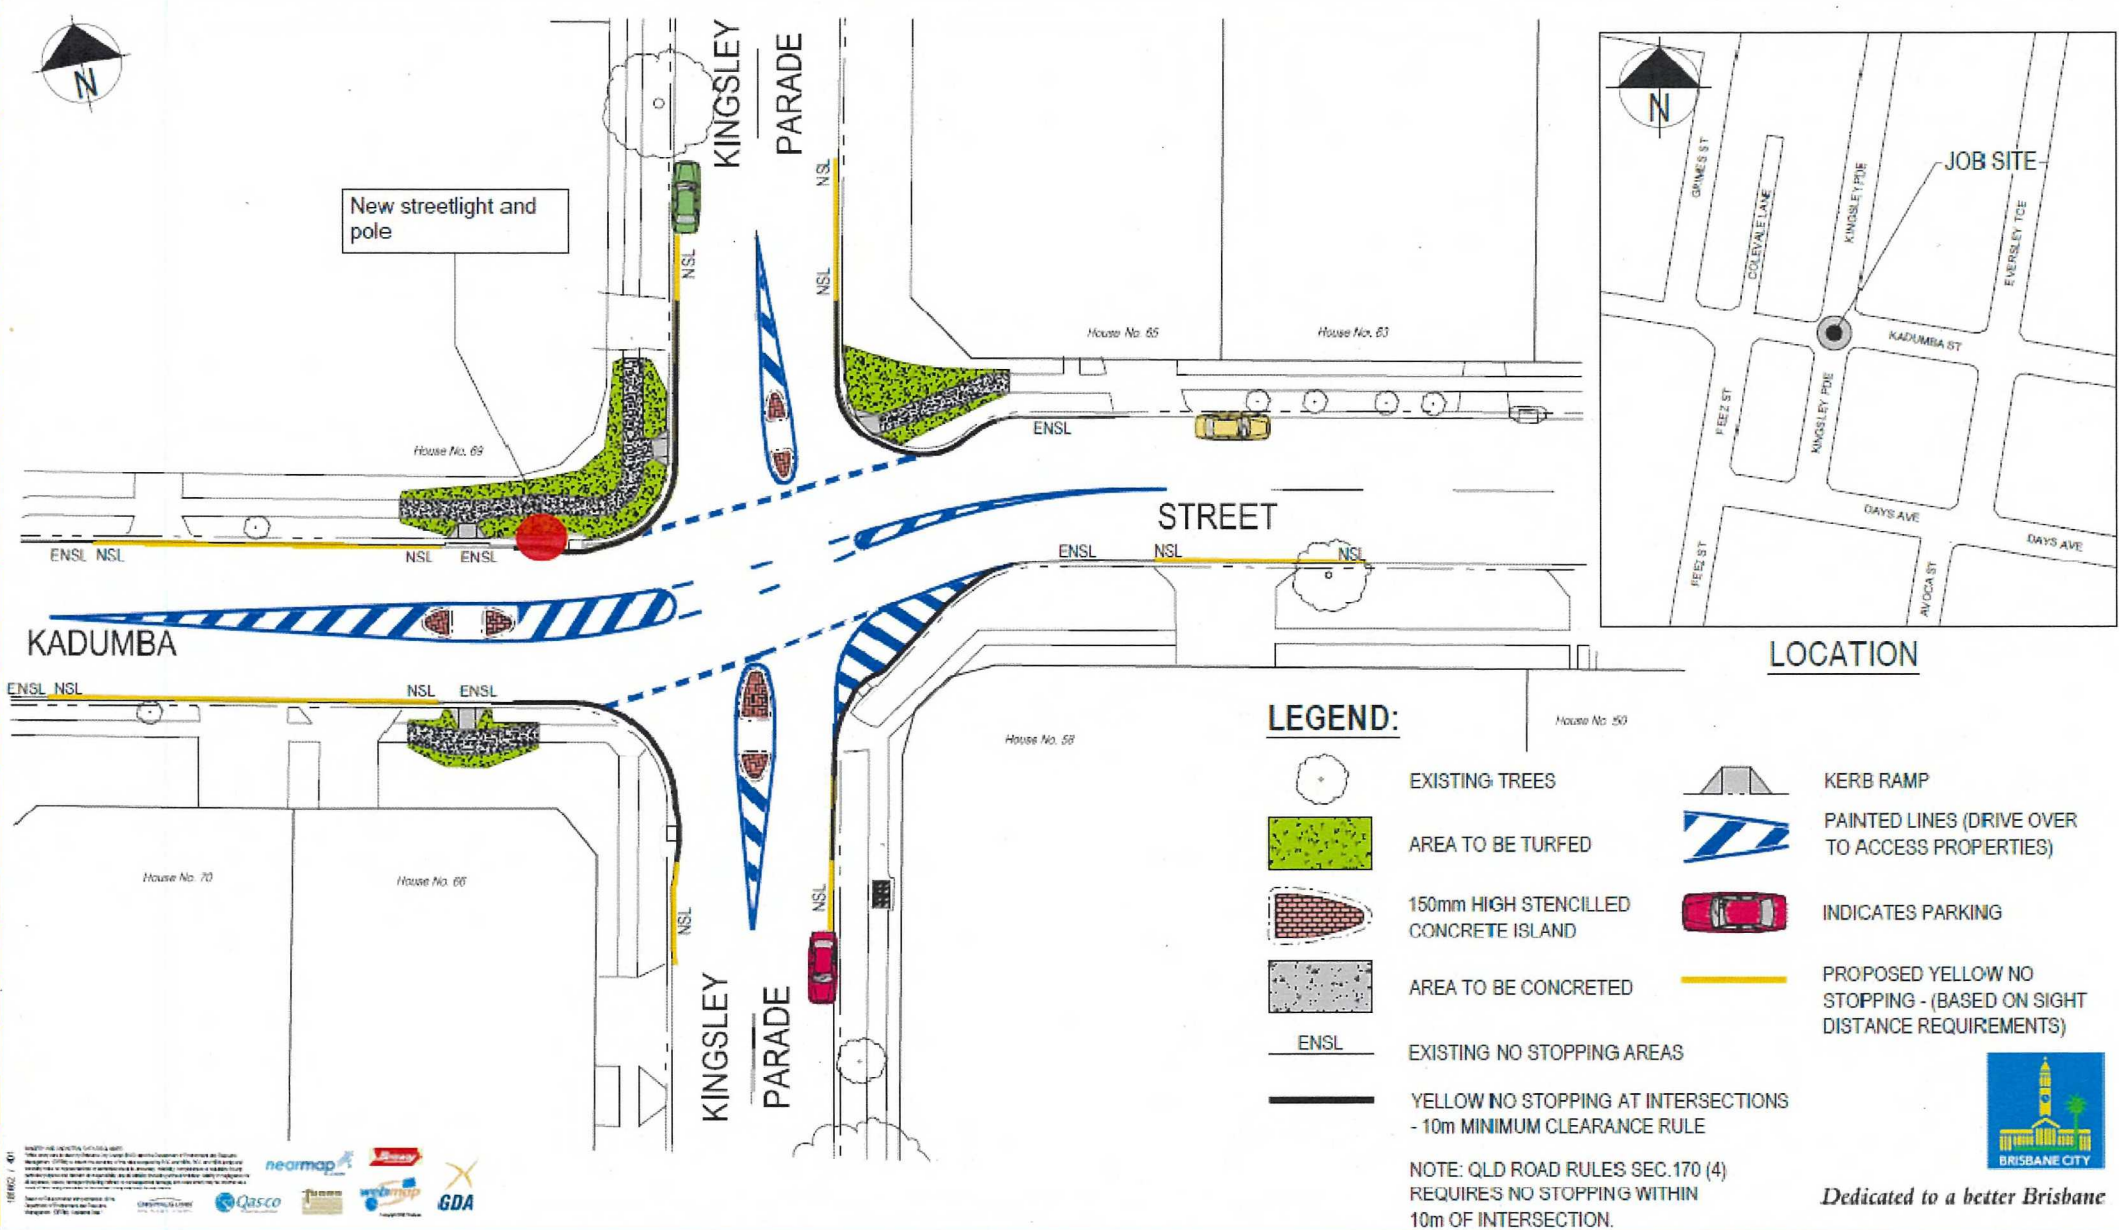 N
KINGSLEY
PARADE
New streetlight and
pole
NSL
NSL
NSL
House No. 65
House No. 63
House No. 69
ENSL
ENSL NSL
NSL
ENSL
STREET
ENSL
NSL
NSL
KADUMBA
ENSL NSL
NSL
ENSL
House No. 58
House No. 50
House No. 70
House No. 66
NSL
NSL
KINGSLEY
PARADE
N
JOB SITE
GRIMES ST
COLEVALE LANE
KINGSLEY PDE
EVERSLEY TCE
KADUMBA ST
REEZ ST
KINGSLEY PDE
DAYS AVE
DAYS AVE
REEZ ST
AVOCA ST
LOCATION
LEGEND:
EXISTING TREES
AREA TO BE TURFED
150mm HIGH STENCILLED
CONCRETE ISLAND
AREA TO BE CONCRETED
ENSL
EXISTING NO STOPPING AREAS
YELLOW NO STOPPING AT INTERSECTIONS
- 10m MINIMUM CLEARANCE RULE
NOTE: QLD ROAD RULES SEC.170 (4)
REQUIRES NO STOPPING WITHIN
10m OF INTERSECTION.
KERB RAMP
PAINTED LINES (DRIVE OVER
TO ACCESS PROPERTIES)
INDICATES PARKING
PROPOSED YELLOW NO
STOPPING - (BASED ON SIGHT
DISTANCE REQUIREMENTS)
BRISBANE CITY
Dedicated to a better Brisbane
nearmap
Qasco
webmap
GDA